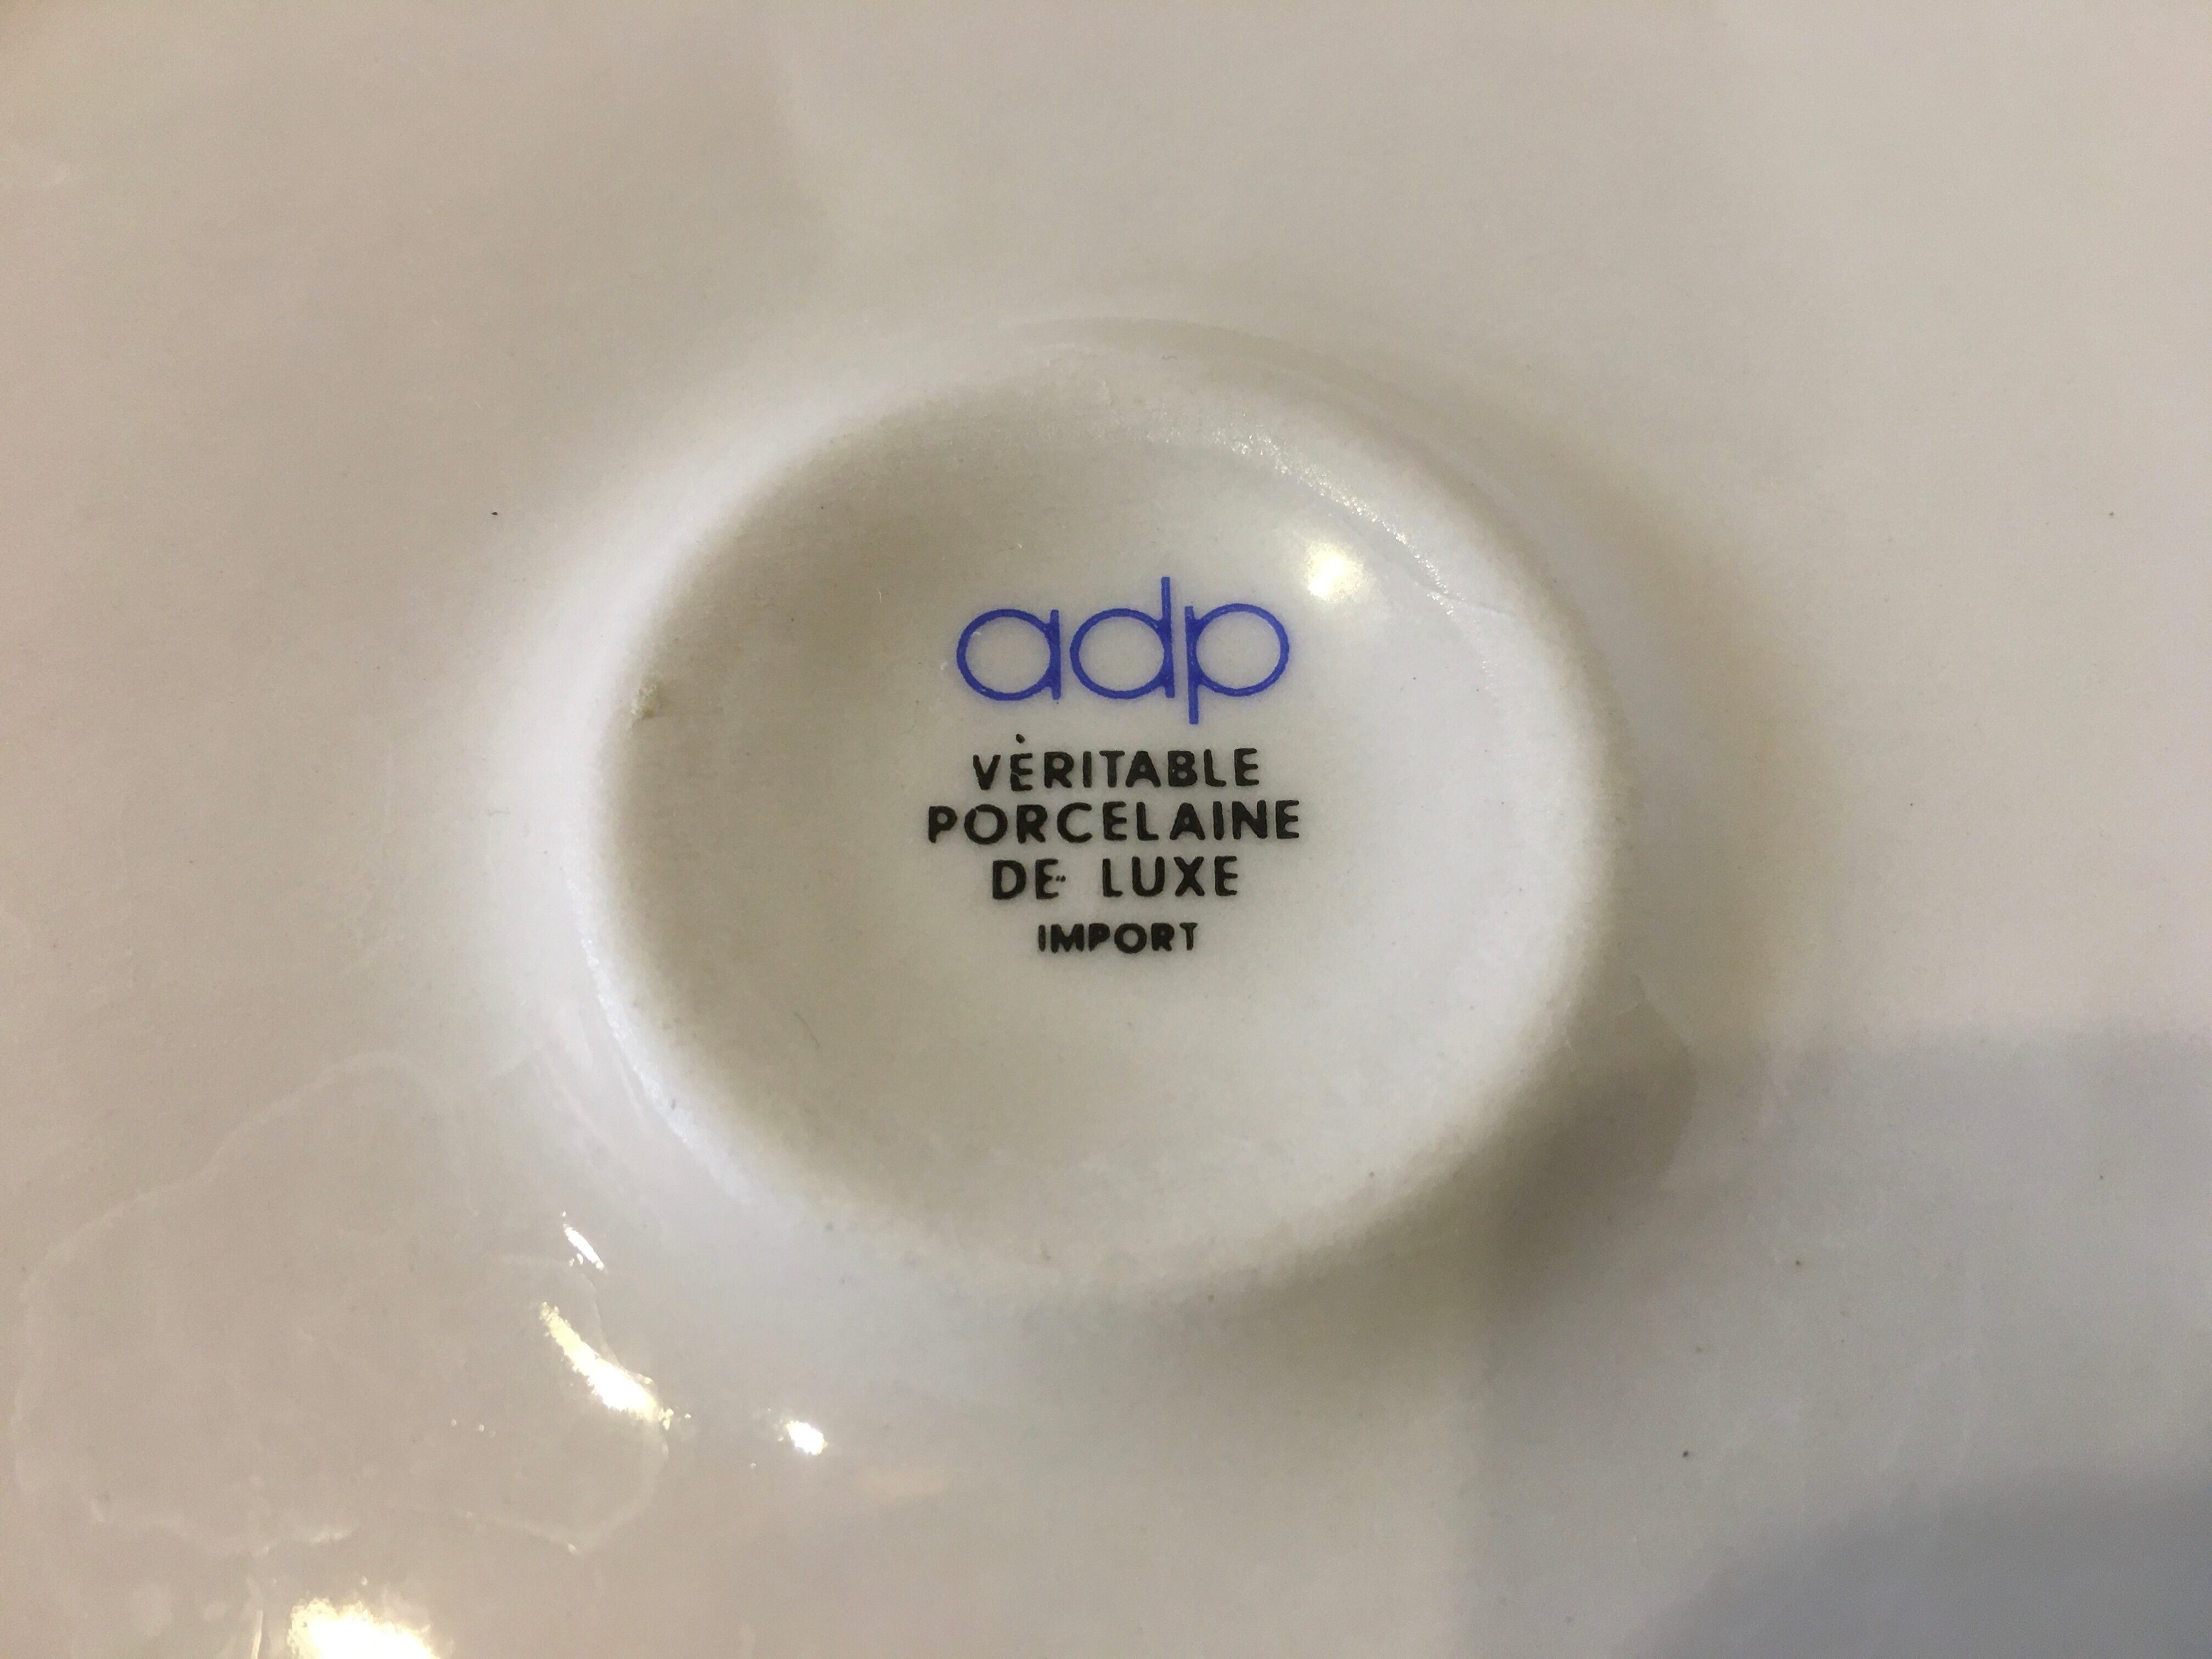 adp
VÈRITABLE
PORCELAINE
DE LUXE
IMPORT